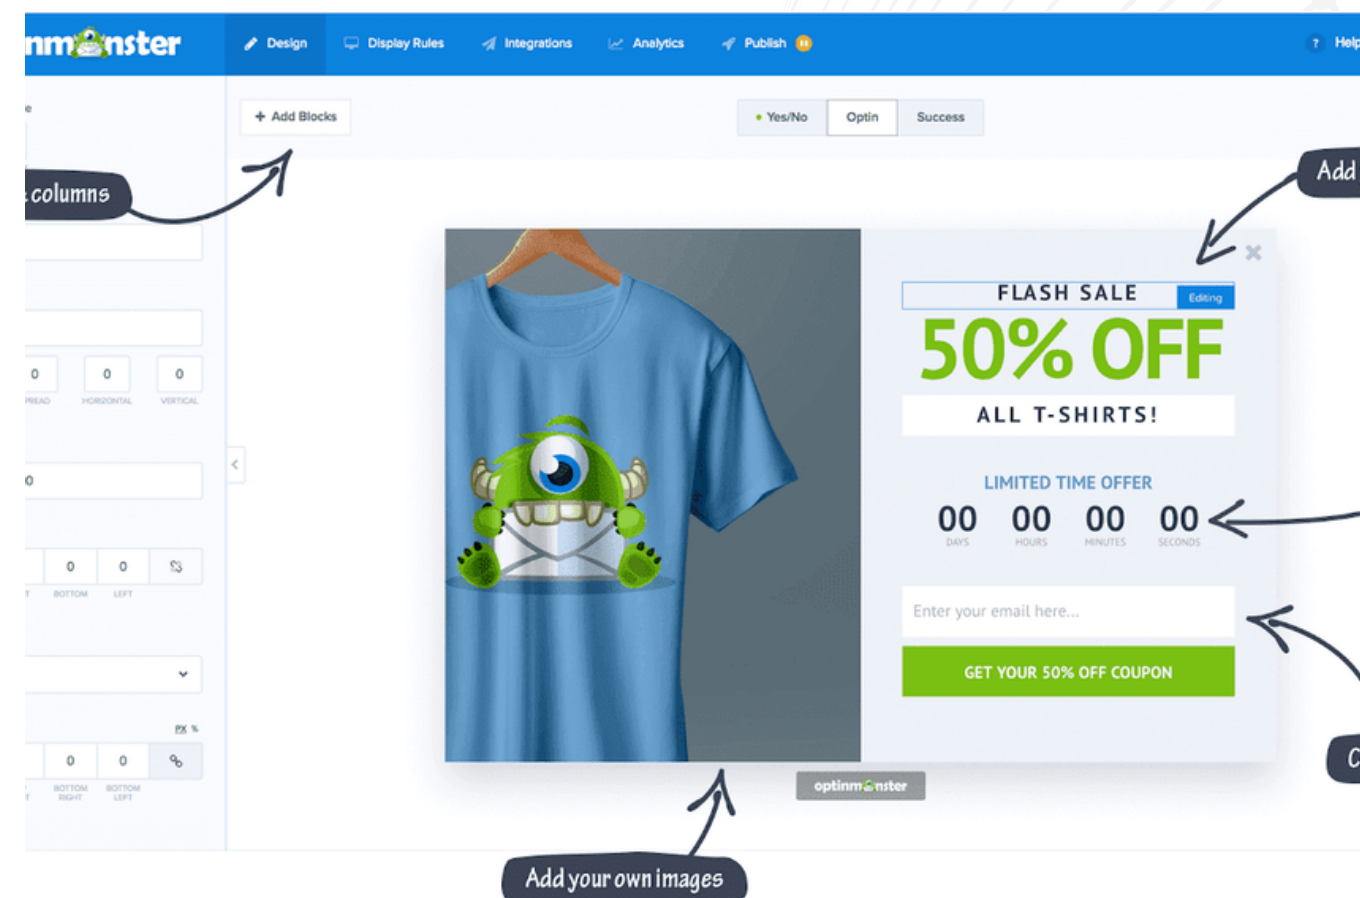 optinmonster
Design
Display Rules
Integrations
Analytics
Publish
?
Help
+ Add Blocks
Yes/No
Optin
Success
columns
Add
FLASH SALE
Editing
50% OFF
ALL T-SHIRTS!
LIMITED TIME OFFER
00 00 00 00
DAYS HOURS MINUTES SECONDS
Enter your email here...
GET YOUR 50% OFF COUPON
0 0 0
HORIZONTAL VERTICAL
0 0
BOTTOM LEFT
PX %
0 0
BOTTOM RIGHT
BOTTOM LEFT
optinmonster
Add your own images